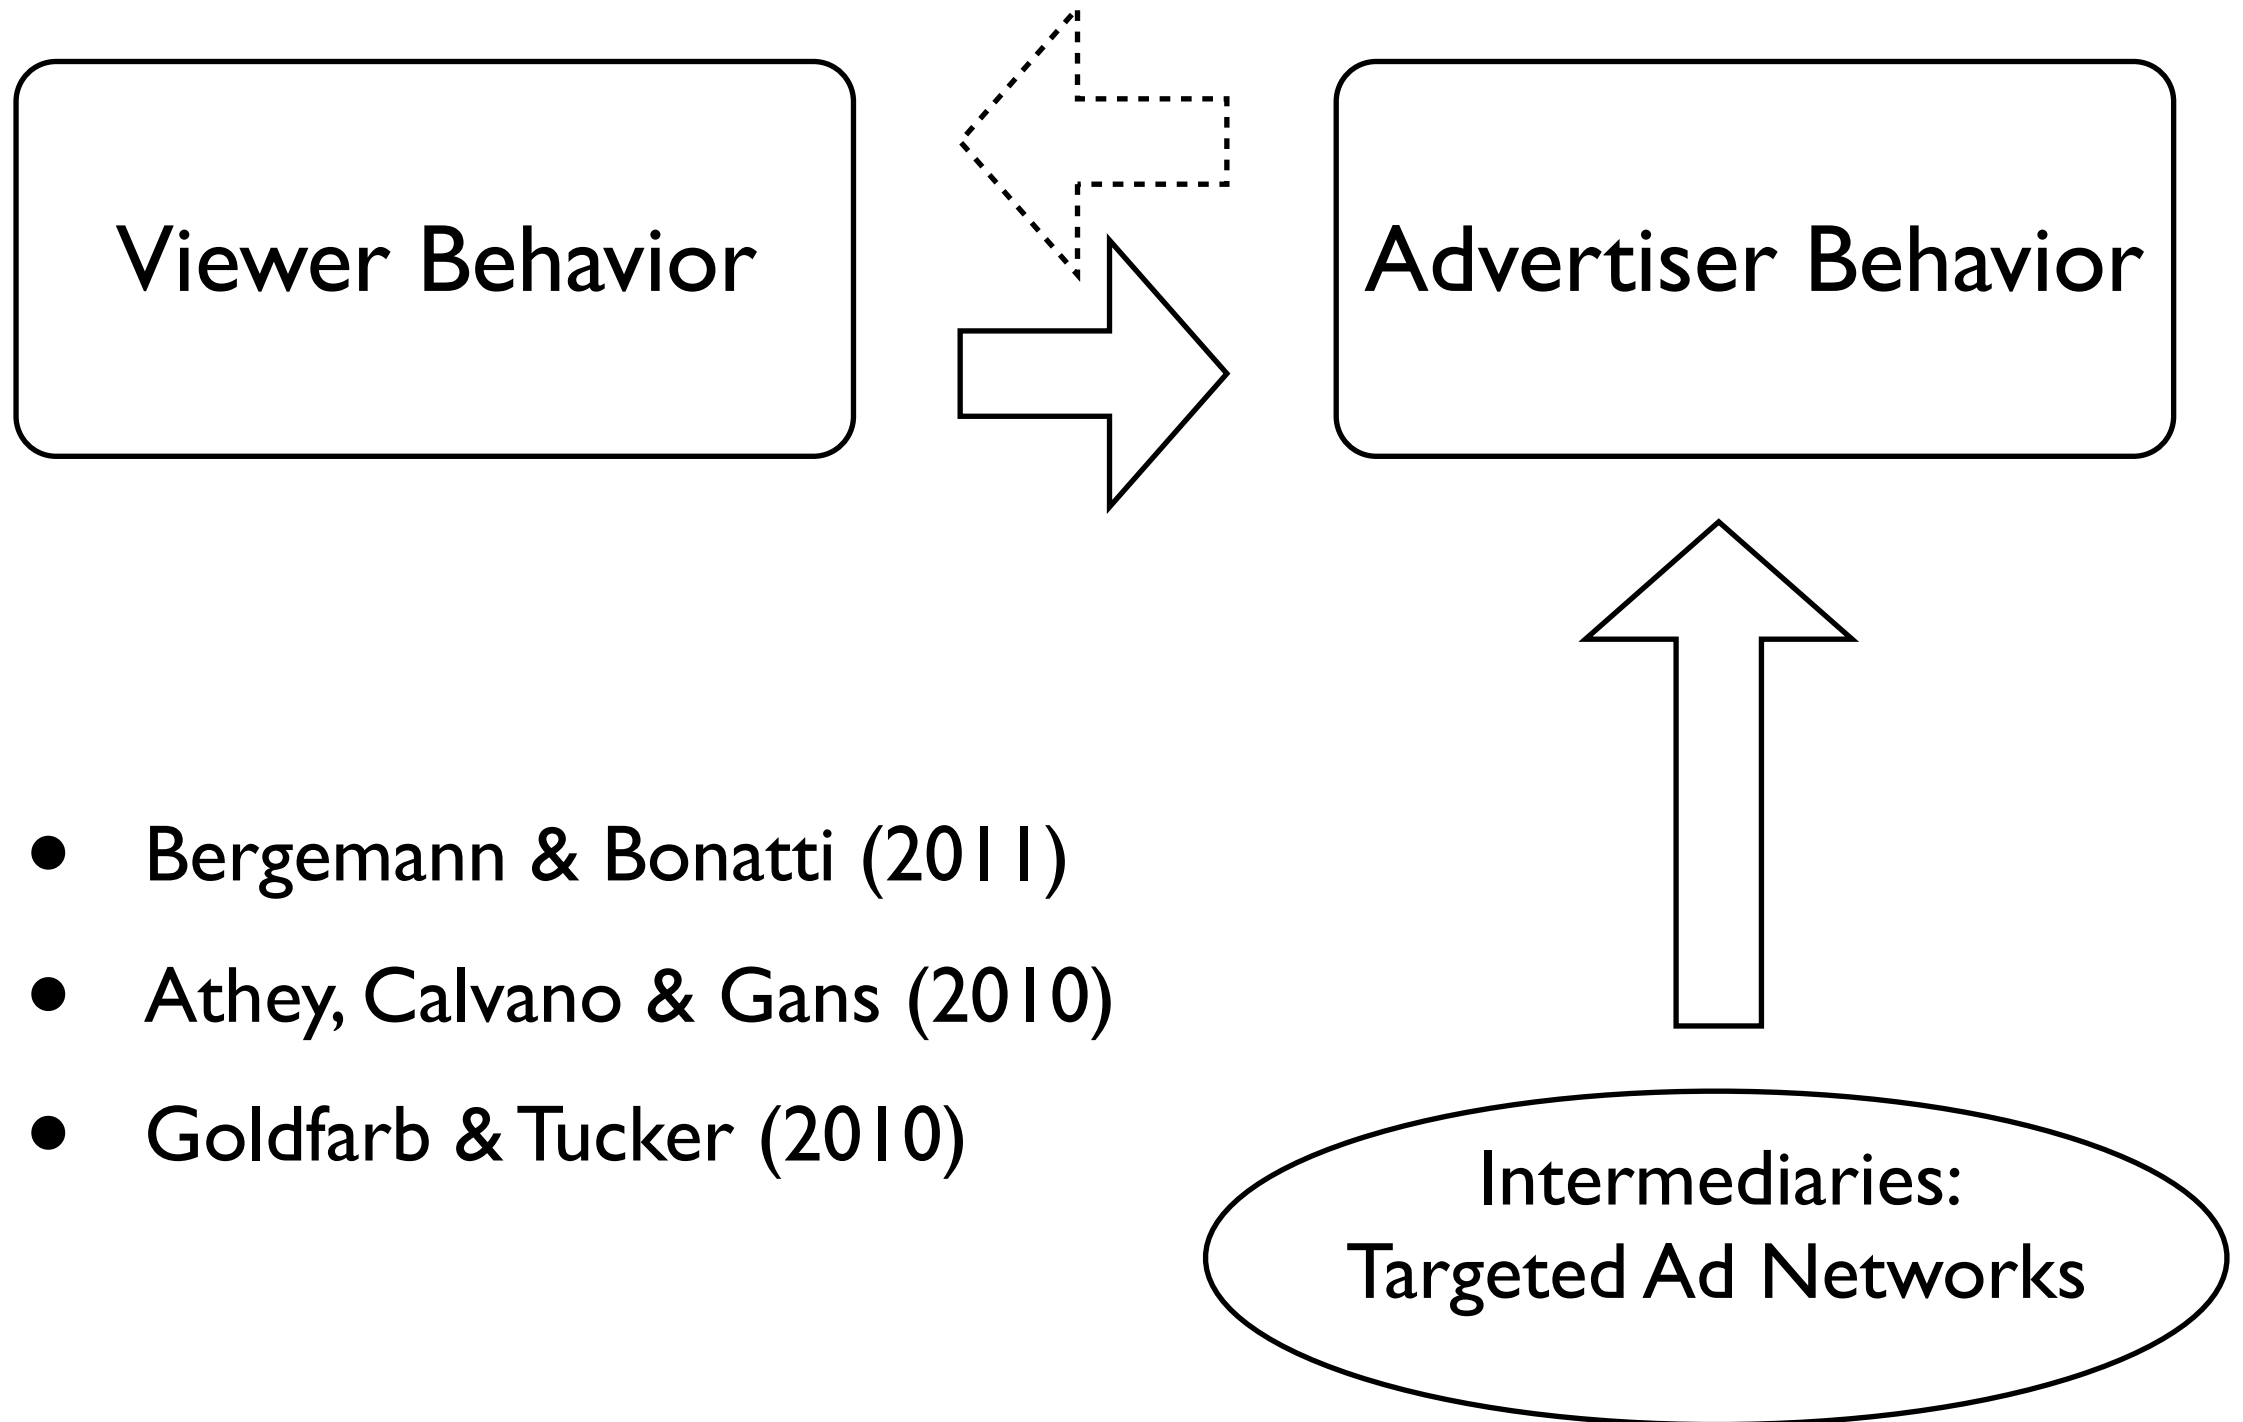 Viewer Behavior
Advertiser Behavior
• Bergemann & Bonatti (2011)
• Athey, Calvano & Gans (2010)
• Goldfarb & Tucker (2010)
Intermediaries:
Targeted Ad Networks